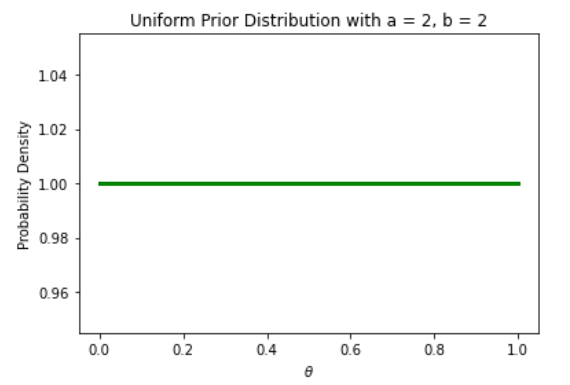 Uniform Prior Distribution with a = 2, b = 2
Probability Density
1.04
1.02
1.00
0.98
0.96
0.0 0.2 0.4 0.6 0.8 1.0
θ